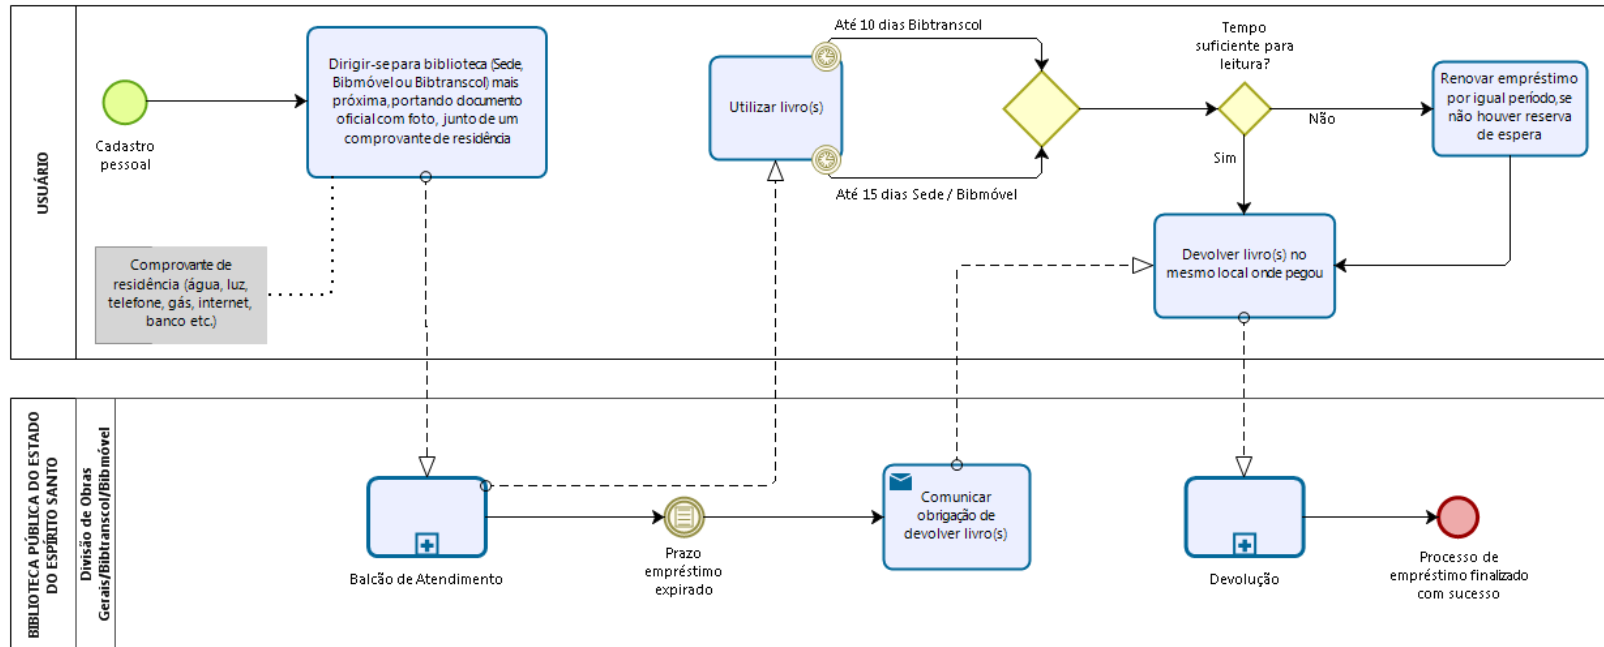 USUÁRIO
Cadastro
pessoal
Dirigir-se para biblioteca (Sede,
Bibmóvel ou Bibtranscol) mais
próxima, portando documento
oficial com foto, junto de um
comprovante de residência
Comprovante de
residência (água, luz,
telefone, gás, internet,
banco etc.)
Utilizar livro(s)
Até 10 dias Bibtranscol
Até 15 dias Sede / Bibmóvel
Tempo
suficiente para
leitura?
Não
Sim
Renovar empréstimo
por igual período, se
não houver reserva
de espera
Devolver livro(s) no
mesmo local onde pegou
BIBLIOTECA PÚBLICA DO ESTADO
DO ESPÍRITO SANTO
Divisão de Obras
Gerais/Bibtranscol/Bibmóvel
Balcão de Atendimento
Prazo
empréstimo
expirado
Comunicar
obrigação de
devolver livro(s)
Devolução
Processo de
empréstimo finalizado
com sucesso